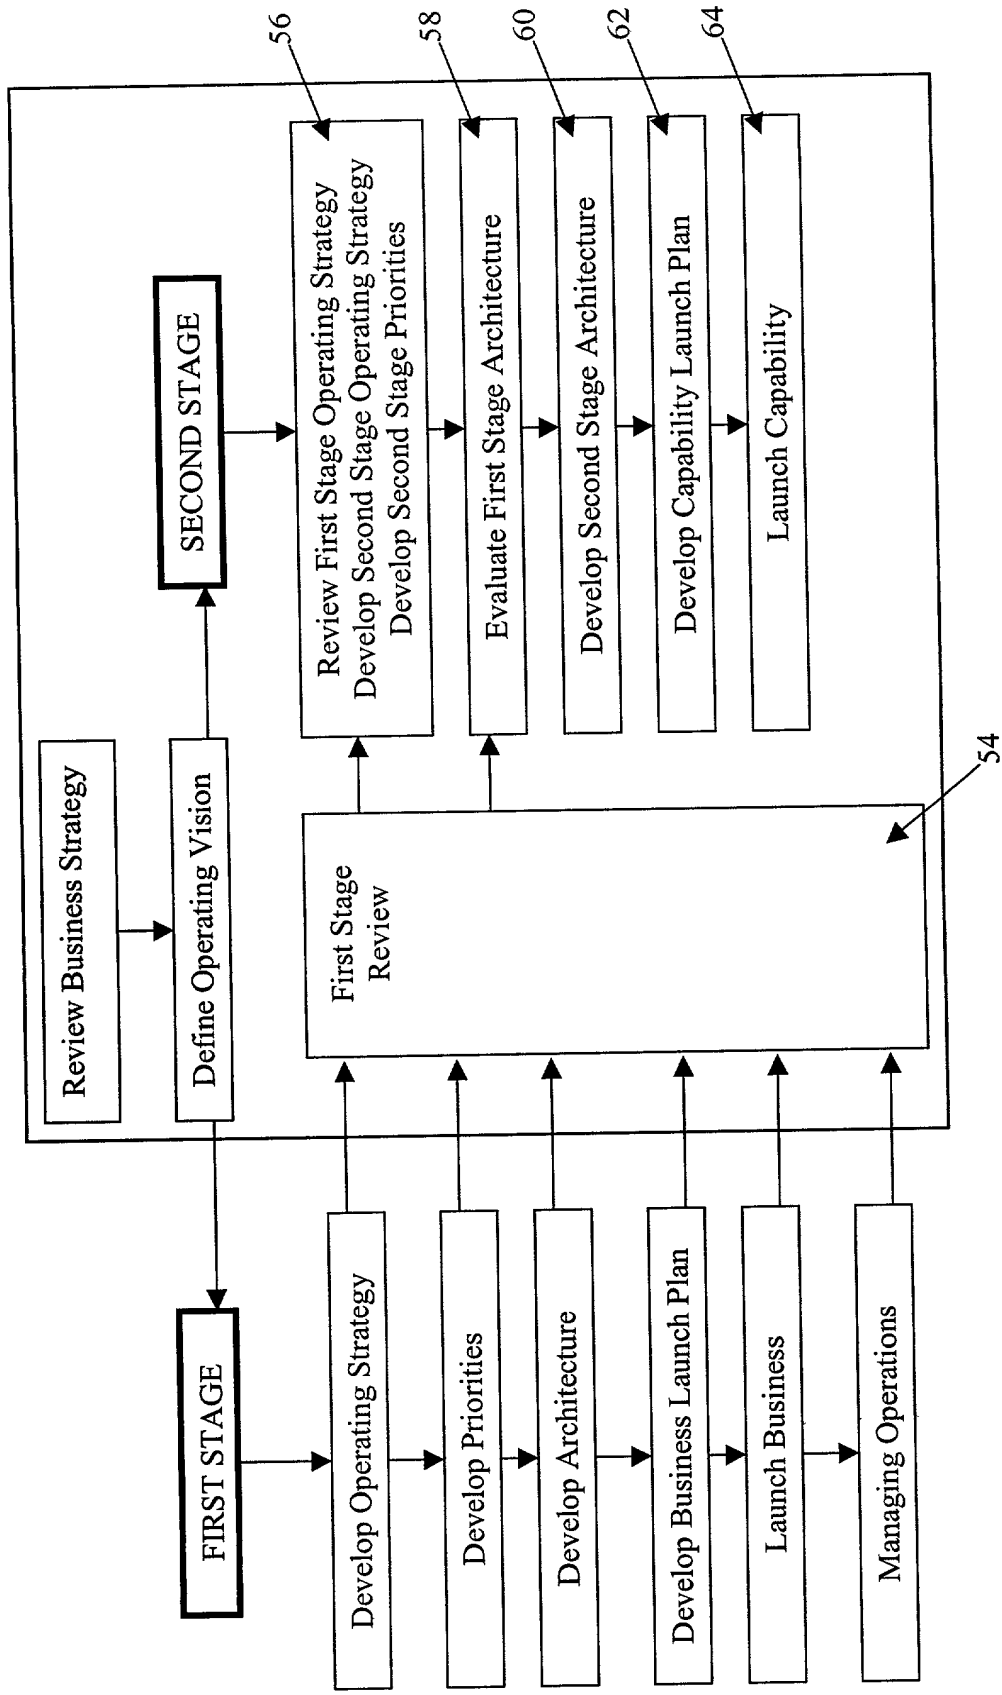 Review Business Strategy
Define Operating Vision
FIRST STAGE
SECOND STAGE
Develop Operating Strategy
Develop Priorities
Develop Architecture
Develop Business Launch Plan
Launch Business
Managing Operations
First Stage
Review
54
Review First Stage Operating Strategy
Develop Second Stage Operating Strategy
Develop Second Stage Priorities
56
Evaluate First Stage Architecture
58
Develop Second Stage Architecture
60
Develop Capability Launch Plan
62
Launch Capability
64